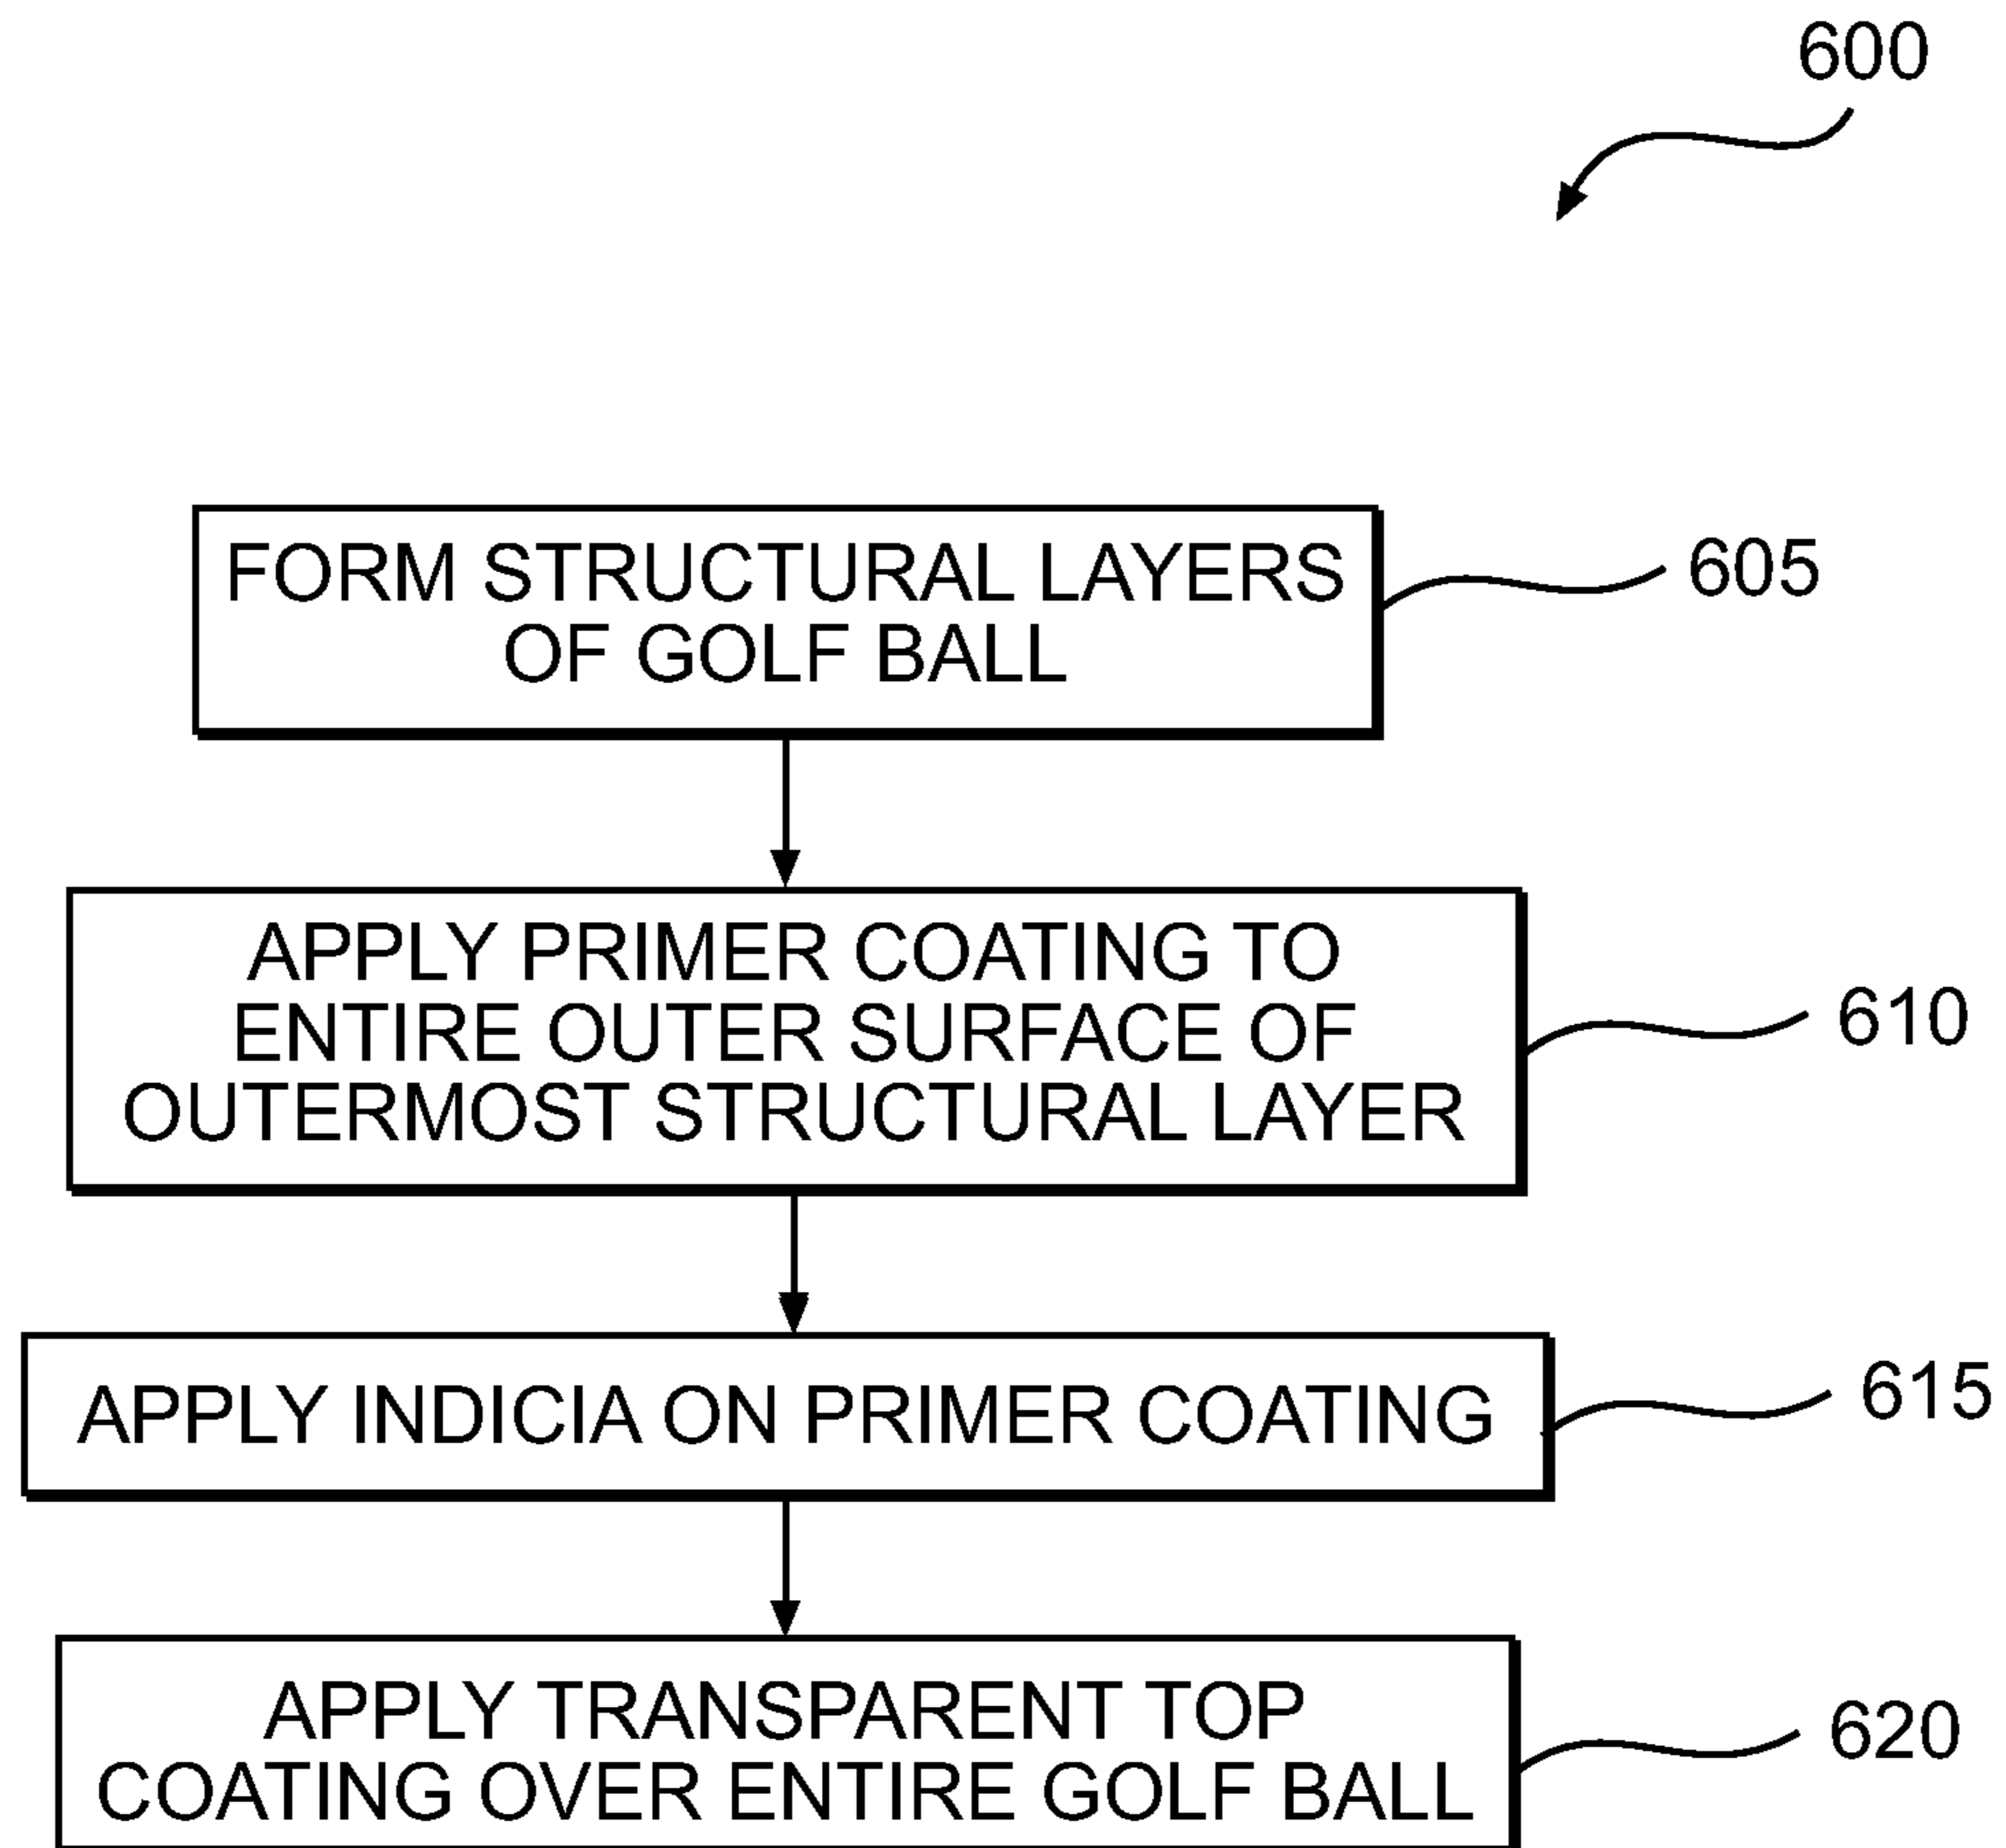 600
FORM STRUCTURAL LAYERS
OF GOLF BALL
605
APPLY PRIMER COATING TO
ENTIRE OUTER SURFACE OF
OUTERMOST STRUCTURAL LAYER
610
APPLY INDICIA ON PRIMER COATING
615
APPLY TRANSPARENT TOP
COATING OVER ENTIRE GOLF BALL
620